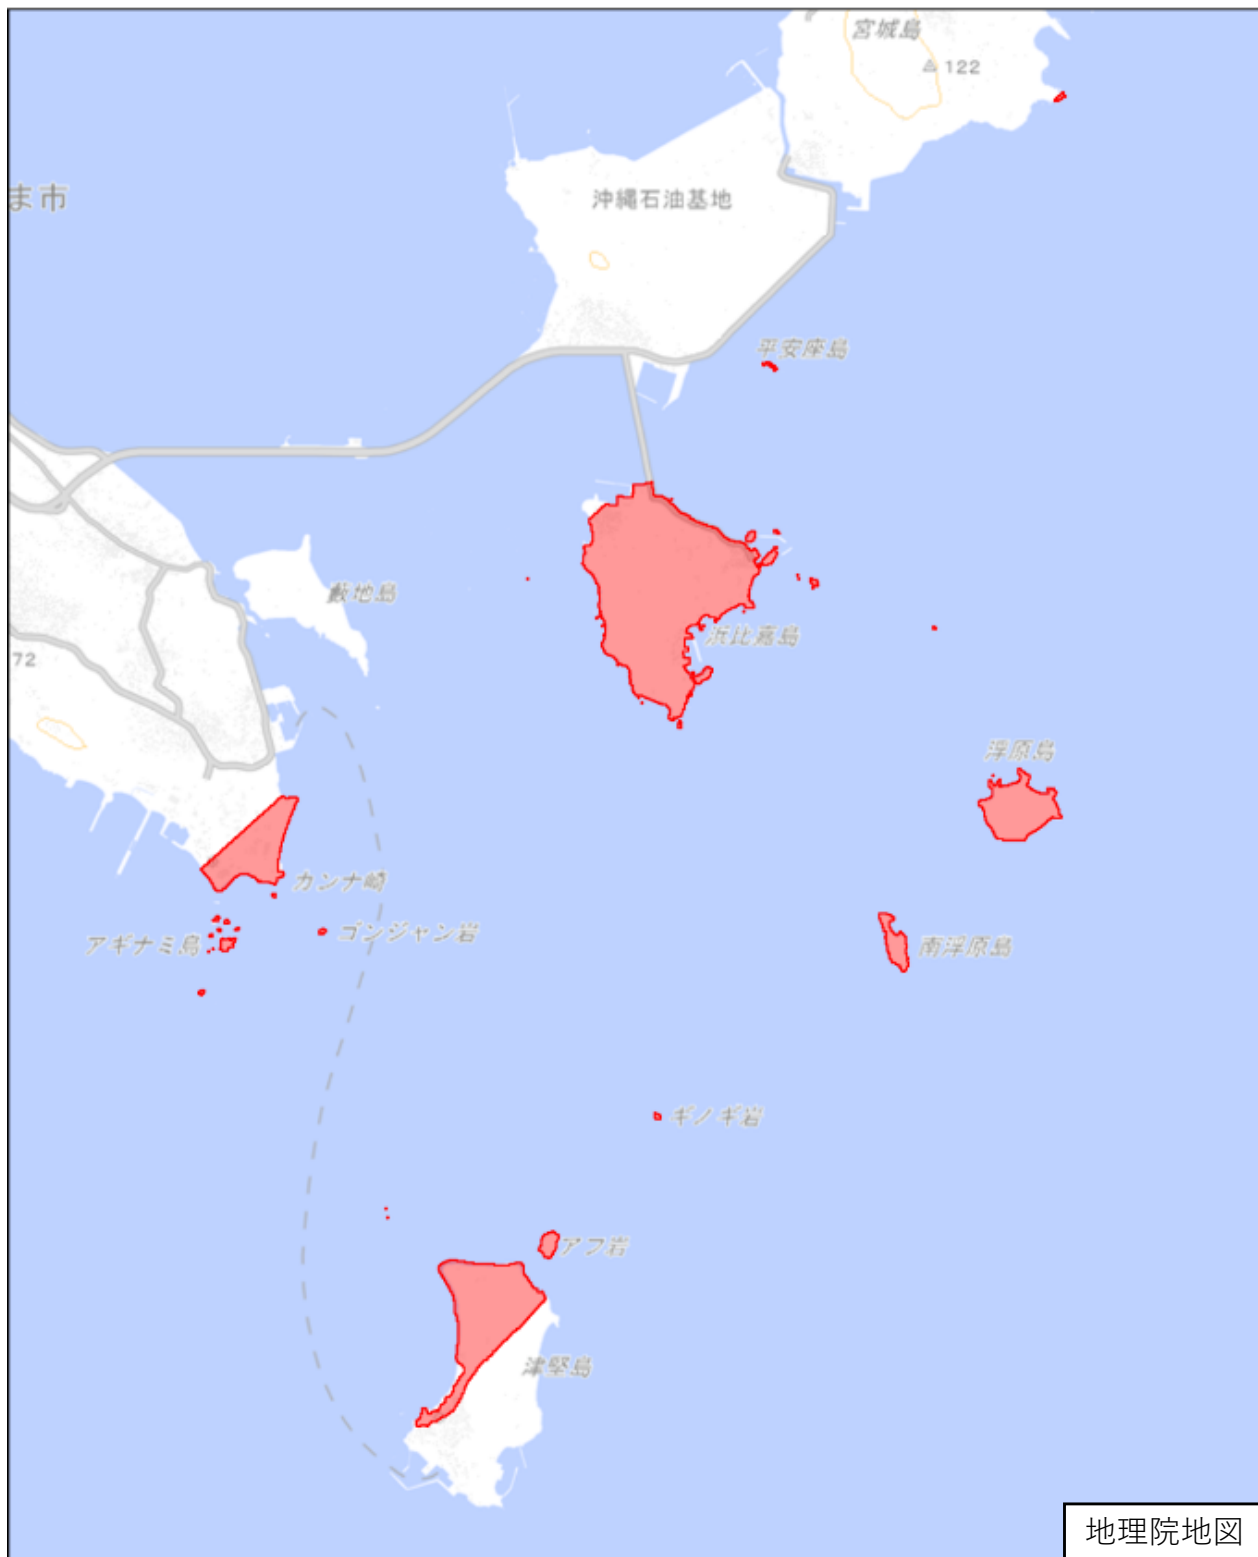 宮城島
122
ま市
沖縄石油基地
平安座島
藪地島
浜比嘉島
72
浮原島
カンナ崎
アギナミ島
ゴンジャン岩
南浮原島
ギノギ岩
アフ岩
津堅島
地理院地図